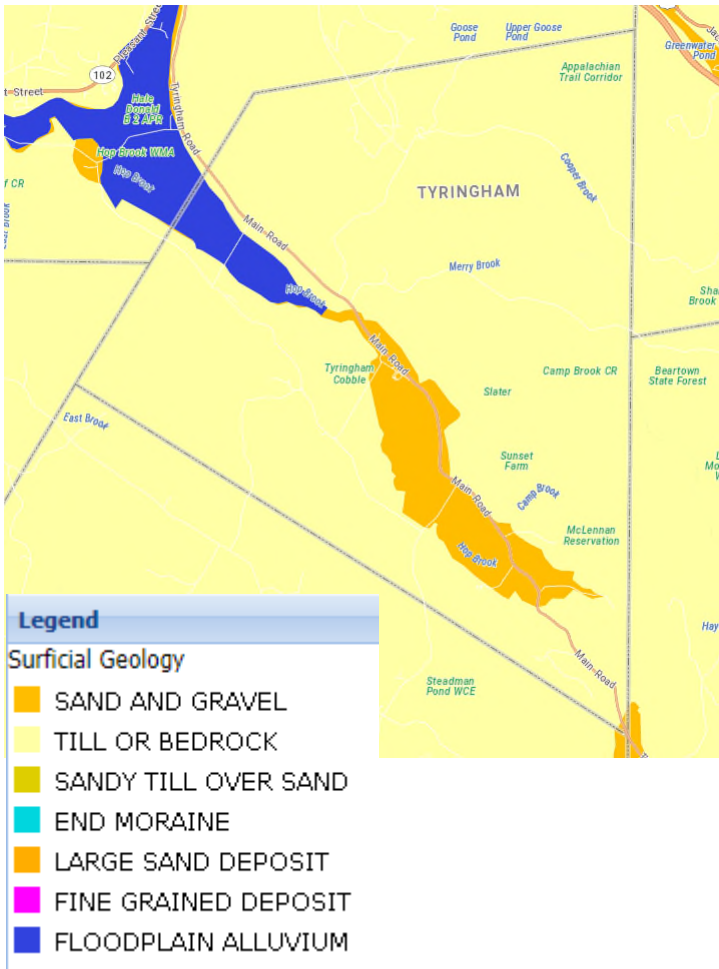 Goose
Pond
Upper Goose
Pond
Greenwater
Pond
Appalachian
Trail Corridor
Pleasant Street
102
t Street
Hale
Donald
B 2 APR
Tyringham Road
Hop Brook WMA
Hop Brook
f CR
TYRINGHAM
Cooper Brook
Main Road
Merry Brook
Hop Brook
Main Road
Tyringham
Cobble
Camp Brook CR
Beartown
State Forest
Slater
East Brook
Sunset
Farm
Main Road
Camp Brook
McLennan
Reservation
Hop Brook
Main Road
Steadman
Pond WCE
Legend
Surficial Geology
SAND AND GRAVEL
TILL OR BEDROCK
SANDY TILL OVER SAND
END MORAINE
LARGE SAND DEPOSIT
FINE GRAINED DEPOSIT
FLOODPLAIN ALLUVIUM